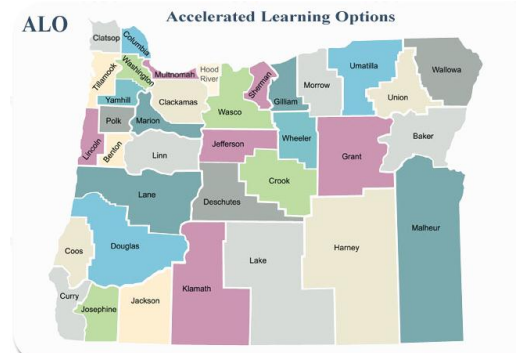 ALO
Accelerated Learning Options
Clatsop
Columbia
Tillamook
Washington
Multnomah
Hood
River
Sherman
Gilliam
Morrow
Umatilla
Wallowa
Union
Yamhill
Clackamas
Wasco
Polk
Marion
Wheeler
Baker
Lincoln
Benton
Linn
Jefferson
Grant
Crook
Lane
Deschutes
Malheur
Coos
Douglas
Harney
Lake
Klamath
Curry
Josephine
Jackson